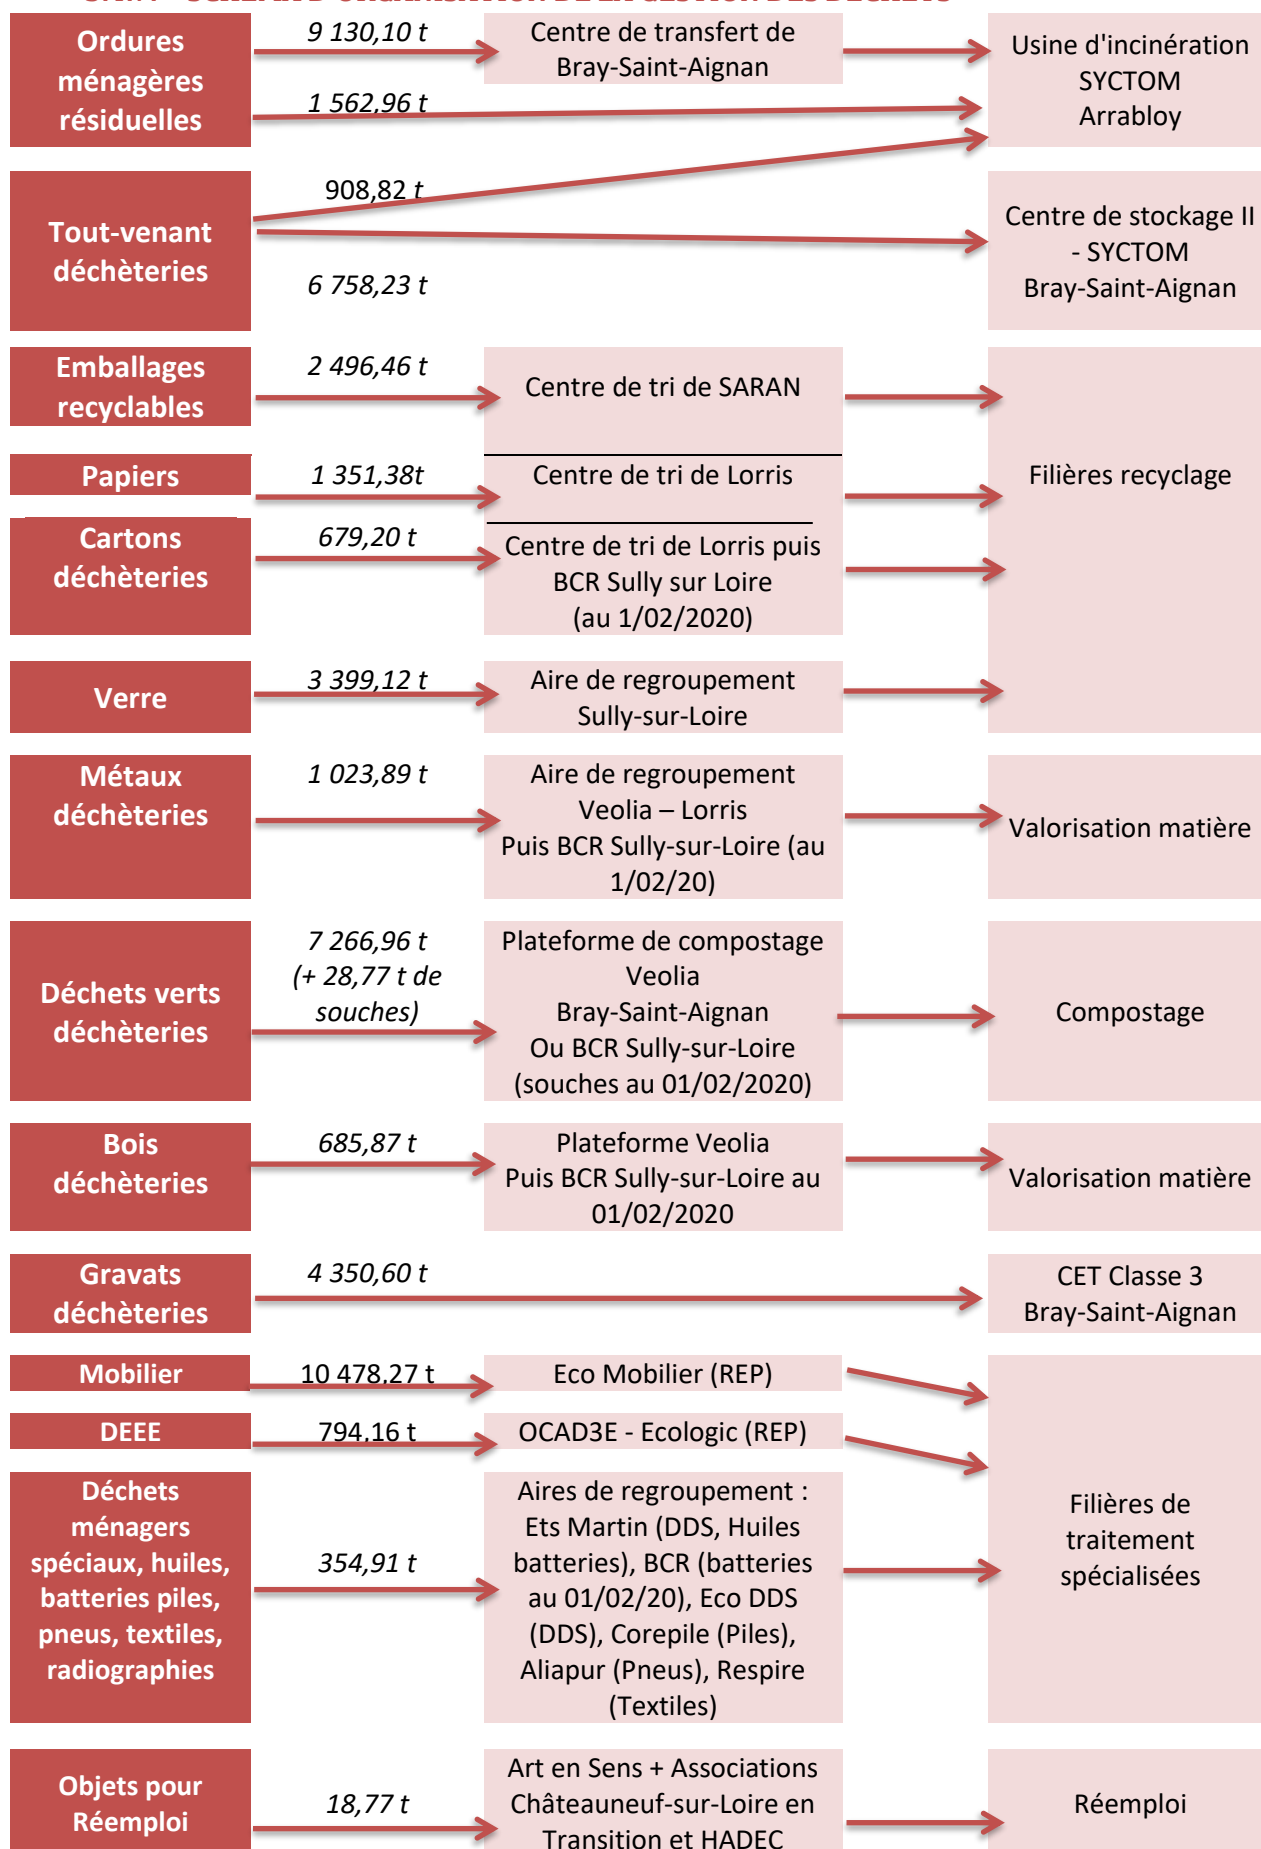 Ordures
ménagères
résiduelles
9 130,10 t
1 562,96 t
Centre de transfert de
Bray-Saint-Aignan
Usine d'incinération
SYCTOM
Arrabloy
Tout-venant
déchèteries
908,82 t
6 758,23 t
Centre de stockage II
- SYCTOM
Bray-Saint-Aignan
Emballages
recyclables
2 496,46 t
Centre de tri de SARAN
Papiers
1 351,38t
Centre de tri de Lorris
Filières recyclage
Cartons
déchèteries
679,20 t
Centre de tri de Lorris puis
BCR Sully sur Loire
(au 1/02/2020)
Verre
3 399,12 t
Aire de regroupement
Sully-sur-Loire
Métaux
déchèteries
1 023,89 t
Aire de regroupement
Veolia – Lorris
Puis BCR Sully-sur-Loire (au
1/02/20)
Valorisation matière
Déchets verts
déchèteries
7 266,96 t
(+ 28,77 t de
souches)
Plateforme de compostage
Veolia
Bray-Saint-Aignan
Ou BCR Sully-sur-Loire
(souches au 01/02/2020)
Compostage
Bois
déchèteries
685,87 t
Plateforme Veolia
Puis BCR Sully-sur-Loire au
01/02/2020
Valorisation matière
Gravats
déchèteries
4 350,60 t
CET Classe 3
Bray-Saint-Aignan
Mobilier
10 478,27 t
Eco Mobilier (REP)
DEEE
794,16 t
OCAD3E - Ecologic (REP)
Déchets
ménagers
spéciaux, huiles,
batteries piles,
pneus, textiles,
radiographies
354,91 t
Aires de regroupement :
Ets Martin (DDS, Huiles
batteries), BCR (batteries
au 01/02/20), Eco DDS
(DDS), Corepile (Piles),
Aliapur (Pneus), Respire
(Textiles)
Filières de
traitement
spécialisées
Objets pour
Réemploi
18,77 t
Art en Sens + Associations
Châteauneuf-sur-Loire en
Transition et HADEC
Réemploi